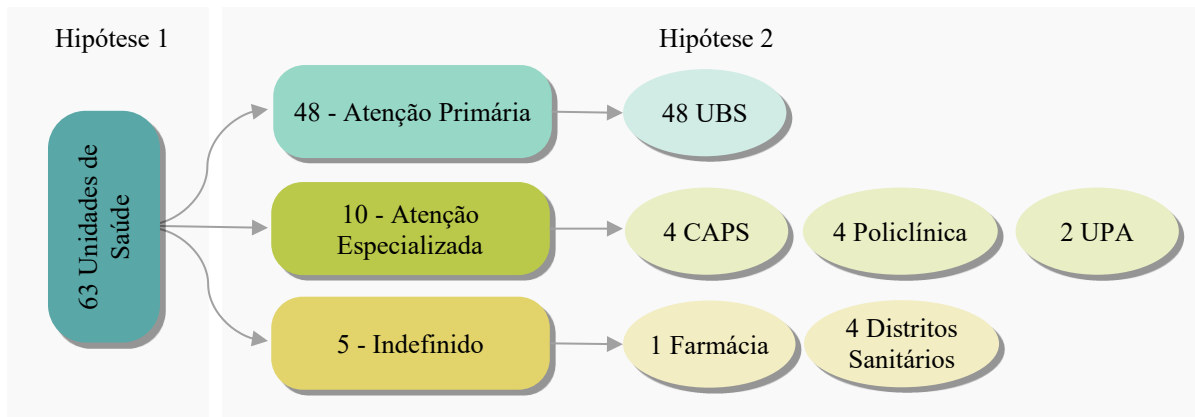 Hipótese 1
Hipótese 2
63 Unidades de
Saúde
48 - Atenção Primária
48 UBS
10 - Atenção
Especializada
4 CAPS
4 Policlínica
2 UPA
5 - Indefinido
1 Farmácia
4 Distritos
Sanitários